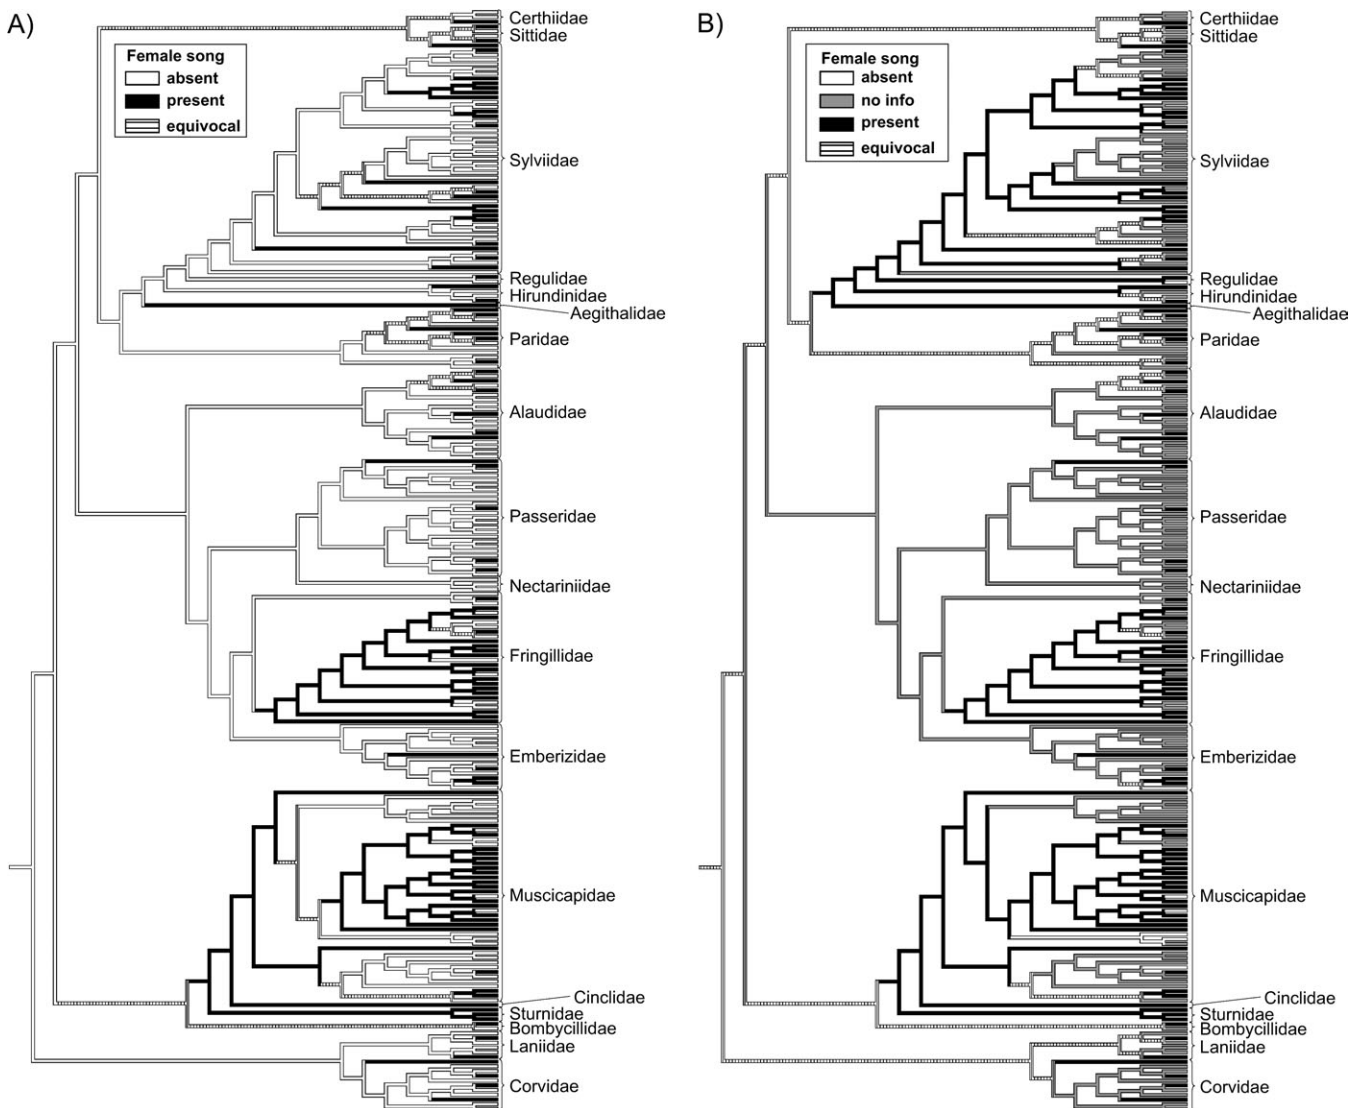 A)
Female song
absent
present
equivocal
Certhiidae
Sittidae
Sylviidae
Regulidae
Hirundinidae
Aegithalidae
Paridae
Alaudidae
Passeridae
Nectariniidae
Fringillidae
Emberizidae
Muscicapidae
Cinclidae
Sturnidae
Bombycillidae
Laniidae
Corvidae
B)
Female song
absent
no info
present
equivocal
Certhiidae
Sittidae
Sylviidae
Regulidae
Hirundinidae
Aegithalidae
Paridae
Alaudidae
Passeridae
Nectariniidae
Fringillidae
Emberizidae
Muscicapidae
Cinclidae
Sturnidae
Bombycillidae
Laniidae
Corvidae